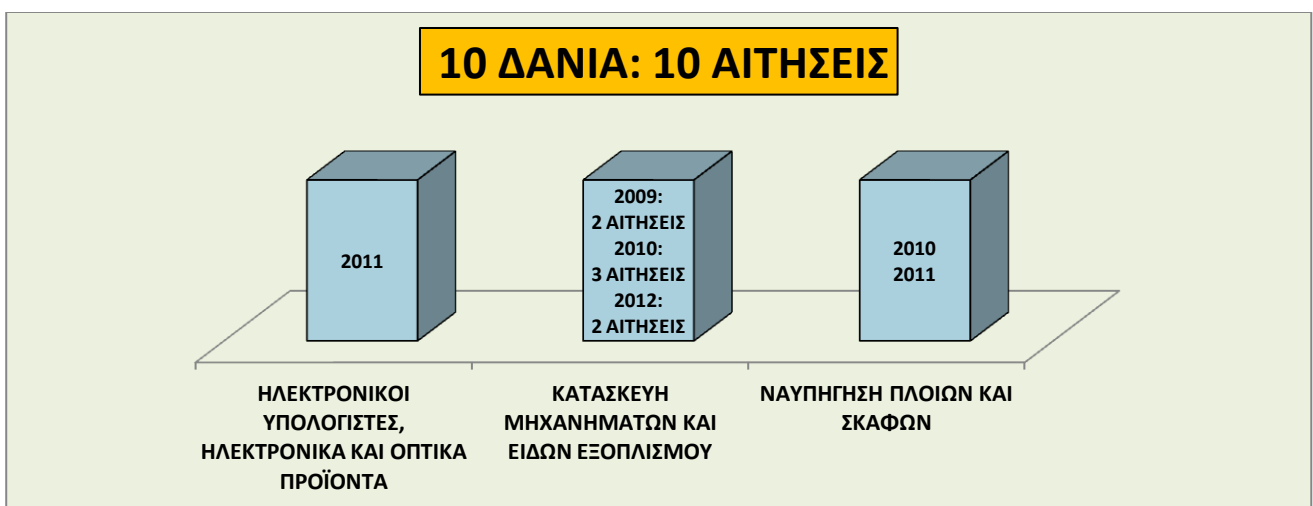 10 ΔΑΝΙΑ: 10 ΑΙΤΗΣΕΙΣ
2011
2009:
2 ΑΙΤΗΣΕΙΣ
2010:
3 ΑΙΤΗΣΕΙΣ
2012:
2 ΑΙΤΗΣΕΙΣ
2010
2011
ΗΛΕΚΤΡΟΝΙΚΟΙ
ΥΠΟΛΟΓΙΣΤΕΣ,
ΗΛΕΚΤΡΟΝΙΚΑ ΚΑΙ ΟΠΤΙΚΑ
ΠΡΟΪΟΝΤΑ
ΚΑΤΑΣΚΕΥΗ
ΜΗΧΑΝΗΜΑΤΩΝ ΚΑΙ
ΕΙΔΩΝ ΕΞΟΠΛΙΣΜΟΥ
ΝΑΥΠΗΓΗΣΗ ΠΛΟΙΩΝ ΚΑΙ
ΣΚΑΦΩΝ